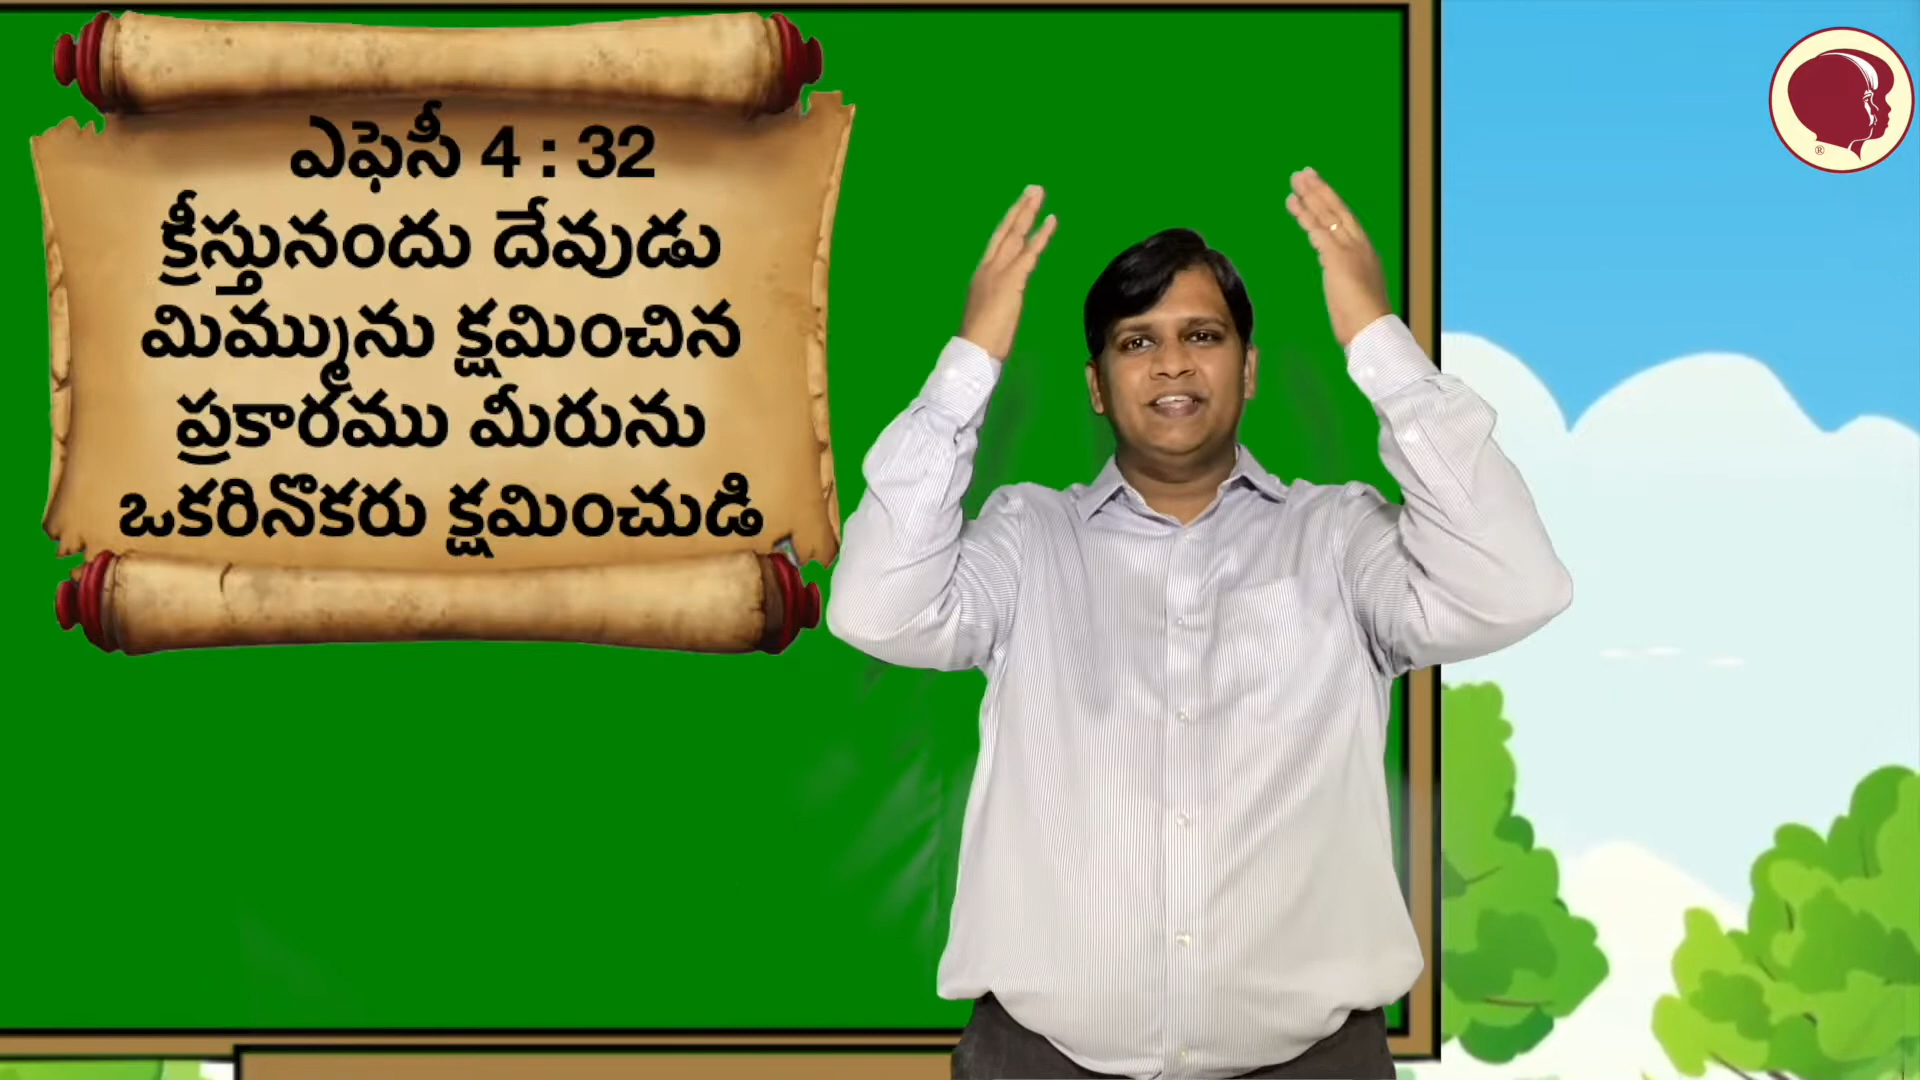 ఎఫెసీ 4 : 32
క్రీస్తునందు దేవుడు
మిమ్మును క్షమించిన
ప్రకారము మీరును
ఒకరినొకరు క్షమించుడి
®